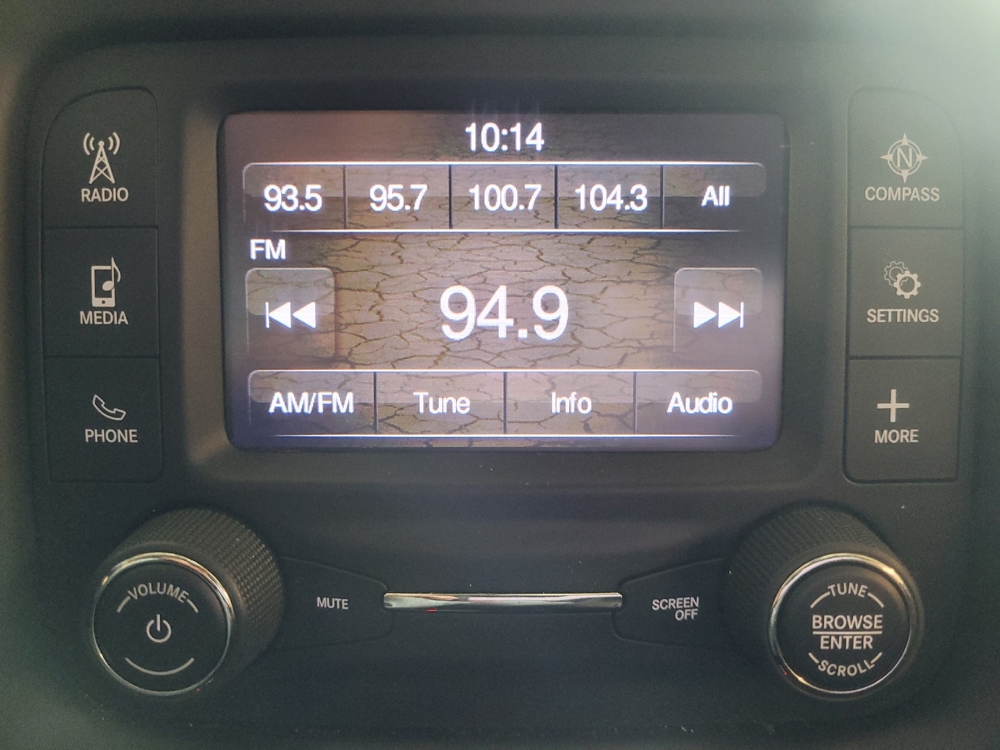 10:14
93.5 95.7 100.7 104.3 All
FM
94.9
AM/FM Tune Info Audio
RADIO
MEDIA
PHONE
N
COMPASS
SETTINGS
MORE
VOLUME
MUTE
SCREEN
OFF
TUNE
BROWSE
ENTER
SCROLL